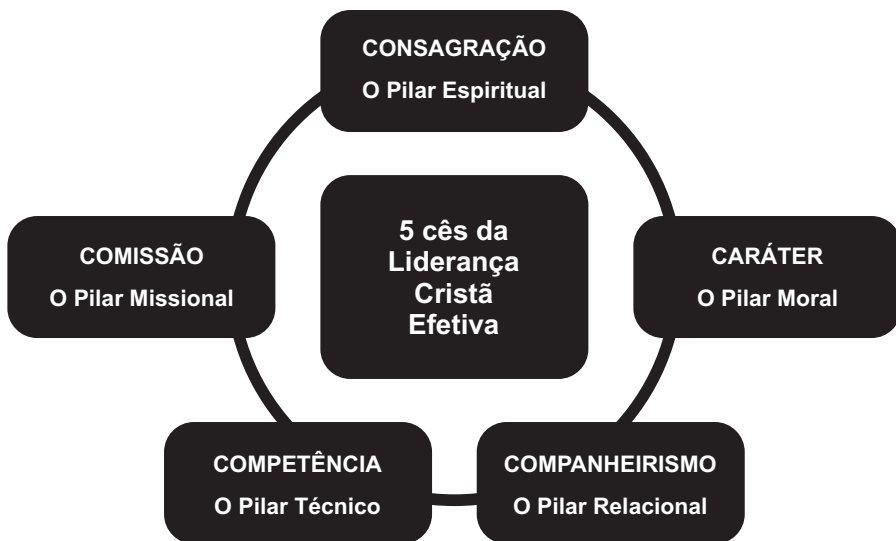 CONSAGRAÇÃO
O Pilar Espiritual
5 cês da
Liderança
Cristã
Efetiva
COMISSÃO
O Pilar Missional
CARÁTER
O Pilar Moral
COMPETÊNCIA
O Pilar Técnico
COMPANHEIRISMO
O Pilar Relacional